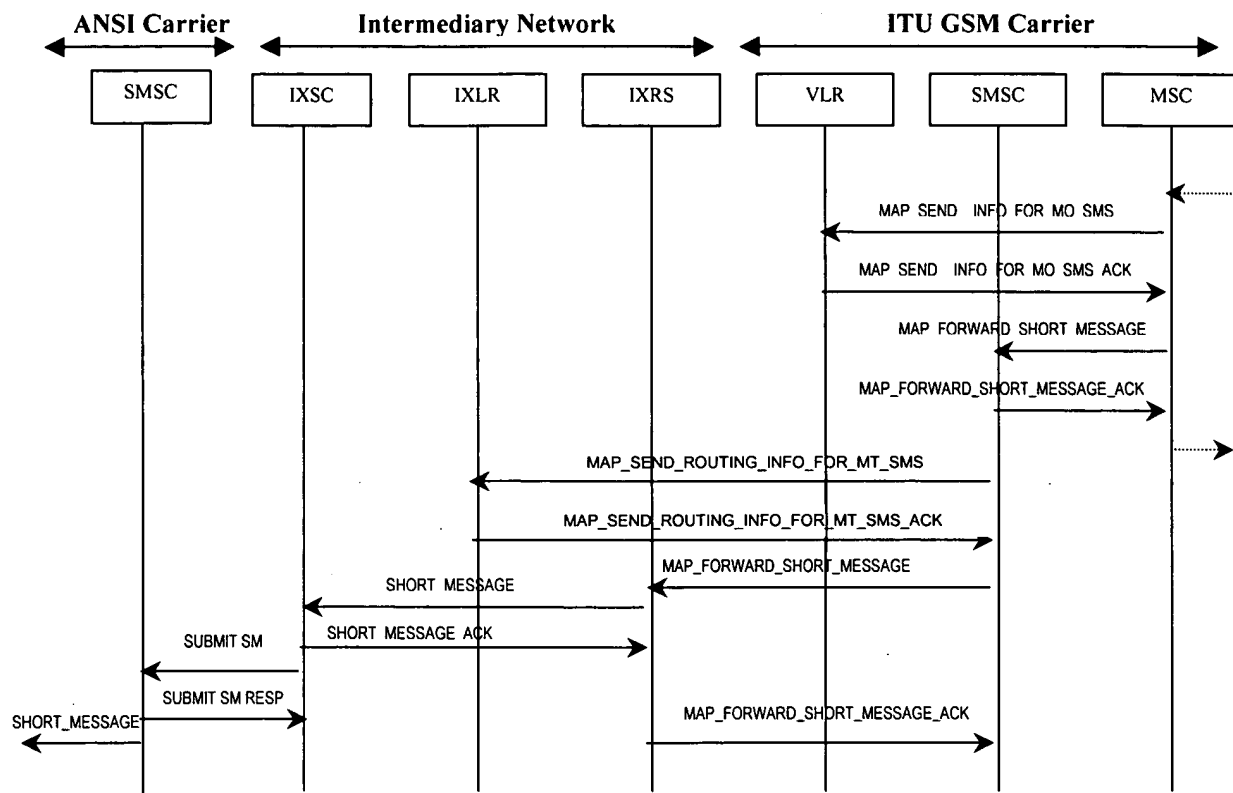 ANSI Carrier
Intermediary Network
ITU GSM Carrier
SMSC
IXSC
IXLR
IXRS
VLR
SMSC
MSC
MAP SEND INFO FOR MO SMS
MAP SEND INFO FOR MO SMS ACK
MAP FORWARD SHORT MESSAGE
MAP_FORWARD_SHORT_MESSAGE_ACK
MAP_SEND_ROUTING_INFO_FOR_MT_SMS
MAP_SEND_ROUTING_INFO_FOR_MT_SMS_ACK
MAP_FORWARD_SHORT_MESSAGE
SHORT MESSAGE
SHORT MESSAGE ACK
SUBMIT SM
SUBMIT SM RESP
SHORT_MESSAGE
MAP_FORWARD_SHORT_MESSAGE_ACK